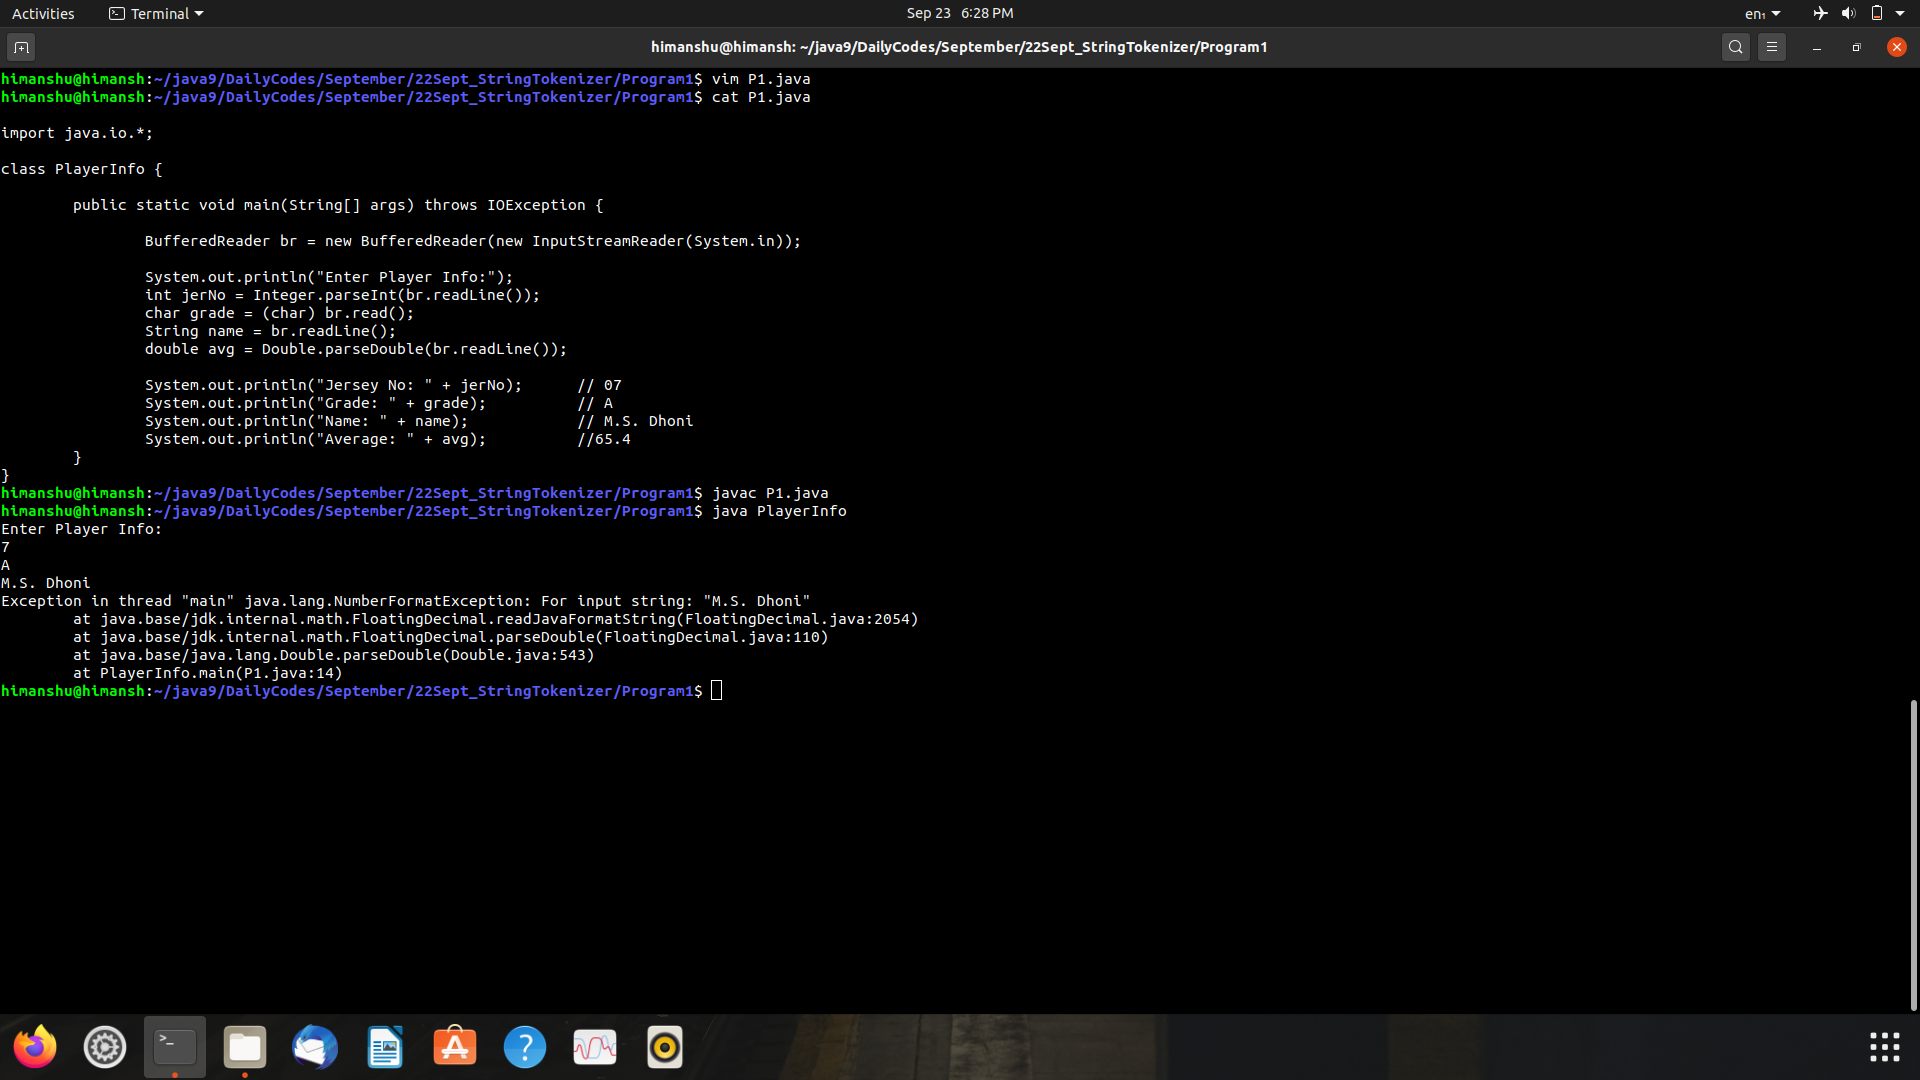 Activities
Terminal
Sep 23 6:28 PM
en₁
himanshu@himansh: ~/java9/DailyCodes/September/22Sept_StringTokenizer/Program1
himanshu@himansh:~/java9/DailyCodes/September/22Sept_StringTokenizer/Program1$ vim P1.java
himanshu@himansh:~/java9/DailyCodes/September/22Sept_StringTokenizer/Program1$ cat P1.java
import java.io.*;
class PlayerInfo {
public static void main(String[] args) throws IOException {
BufferedReader br = new BufferedReader(new InputStreamReader(System.in));
System.out.println("Enter Player Info:");
int jerNo = Integer.parseInt(br.readLine());
char grade = (char) br.read();
String name = br.readLine();
double avg = Double.parseDouble(br.readLine());
System.out.println("Jersey No: " + jerNo); // 07
System.out.println("Grade: " + grade); // A
System.out.println("Name: " + name); // M.S. Dhoni
System.out.println("Average: " + avg); //65.4
}
}
himanshu@himansh:~/java9/DailyCodes/September/22Sept_StringTokenizer/Program1$ javac P1.java
himanshu@himansh:~/java9/DailyCodes/September/22Sept_StringTokenizer/Program1$ java PlayerInfo
Enter Player Info:
7
A
M.S. Dhoni
Exception in thread "main" java.lang.NumberFormatException: For input string: "M.S. Dhoni"
at java.base/jdk.internal.math.FloatingDecimal.readJavaFormatString(FloatingDecimal.java:2054)
at java.base/jdk.internal.math.FloatingDecimal.parseDouble(FloatingDecimal.java:110)
at java.base/java.lang.Double.parseDouble(Double.java:543)
at PlayerInfo.main(P1.java:14)
himanshu@himansh:~/java9/DailyCodes/September/22Sept_StringTokenizer/Program1$